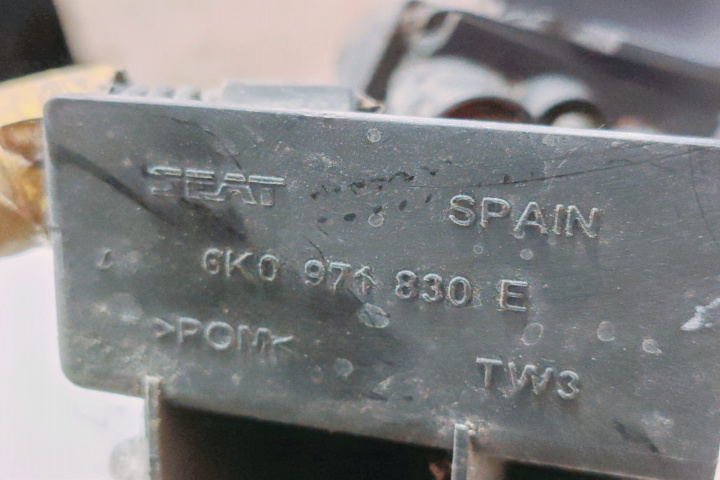 SEAT SPAIN
6K0 971 830 E
>POM< TW3